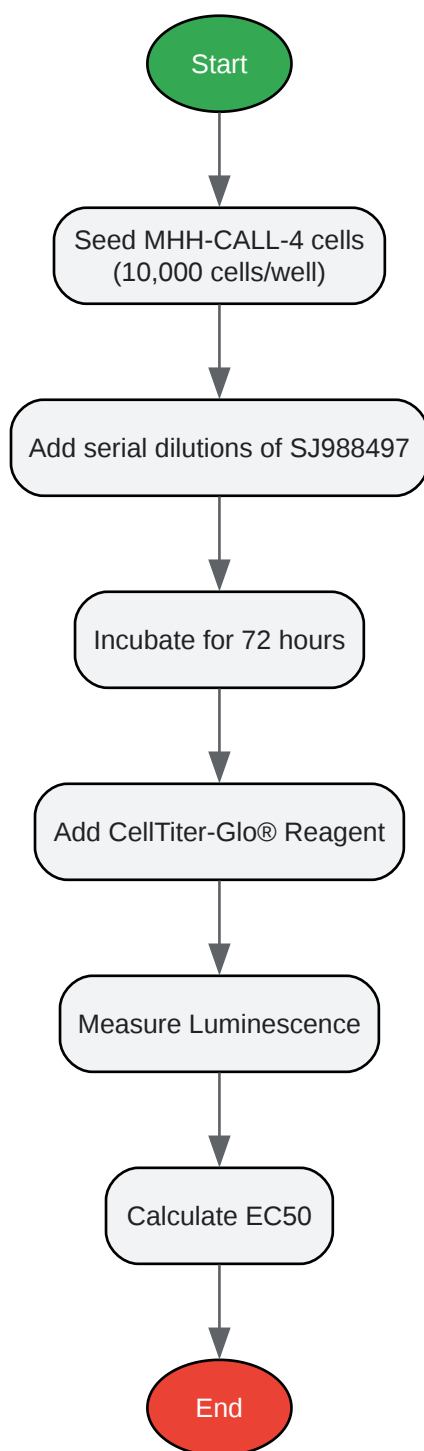 Start
Seed MHH-CALL-4 cells
(10,000 cells/well)
Add serial dilutions of SJ988497
Incubate for 72 hours
Add CellTiter-Glo® Reagent
Measure Luminescence
Calculate EC50
End